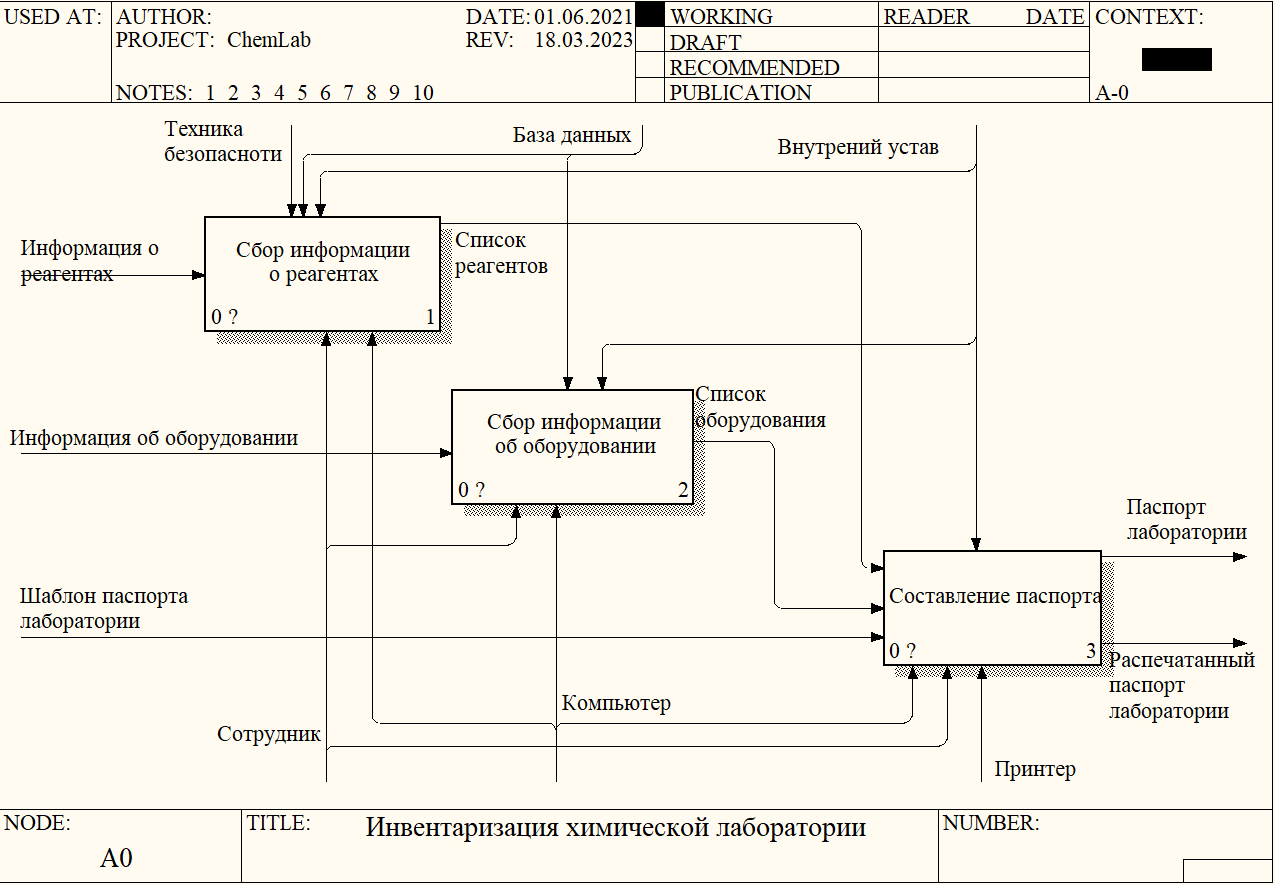 USED AT:
AUTHOR:
DATE: 01.06.2021
PROJECT: ChemLab
REV: 18.03.2023
NOTES: 1 2 3 4 5 6 7 8 9 10
WORKING
DRAFT
RECOMMENDED
PUBLICATION
READER DATE
CONTEXT:
A-0
Техника
безопасноти
База данных
Внутрений устав
Информация о
реагентах
Сбор информации
о реагентах
0 ? 1
Список
реагентов
Информация об оборудовании
Сбор информации
об оборудовании
0 ? 2
Список
оборудования
Шаблон паспорта
лаборатории
Составление паспорта
0 ? 3
Паспорт
лаборатории
Распечатанный
паспорт
лаборатории
Сотрудник
Компьютер
Принтер
NODE:
A0
TITLE:
Инвентаризация химической лаборатории
NUMBER: